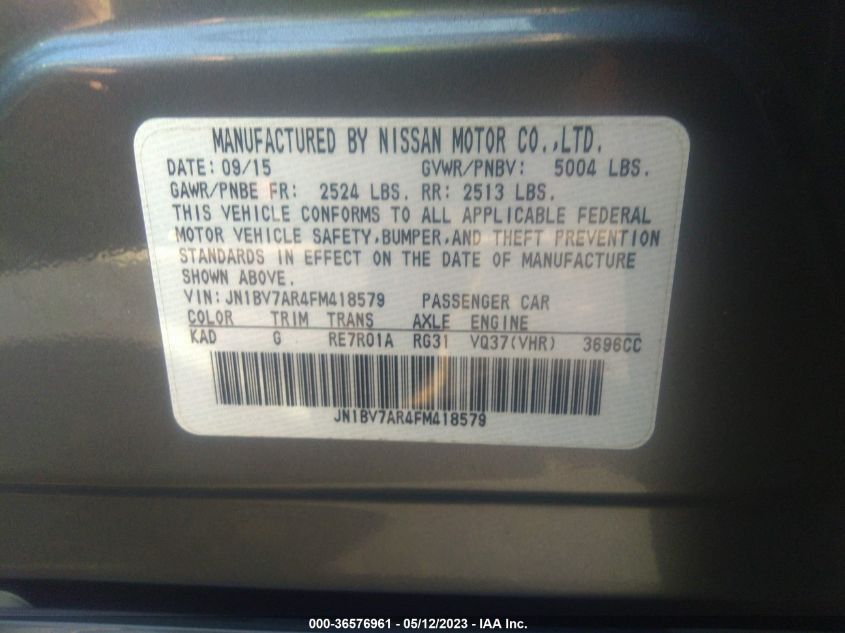 MANUFACTURED BY NISSAN MOTOR CO.,LTD.
DATE: 09/15 GVWR/PNBV: 5004 LBS.
GAWR/PNBE FR: 2524 LBS. RR: 2513 LBS.
THIS VEHICLE CONFORMS TO ALL APPLICABLE FEDERAL
MOTOR VEHICLE SAFETY,BUMPER,AND THEFT PREVENTION
STANDARDS IN EFFECT ON THE DATE OF MANUFACTURE
SHOWN ABOVE.
VIN: JN1BV7AR4FM418579 PASSENGER CAR
COLOR TRIM TRANS AXLE ENGINE
KAD G RE7R01A RG31 VQ37(VHR) 3696CC
JN1BV7AR4FM418579
000-36576961 - 05/12/2023 - IAA Inc.